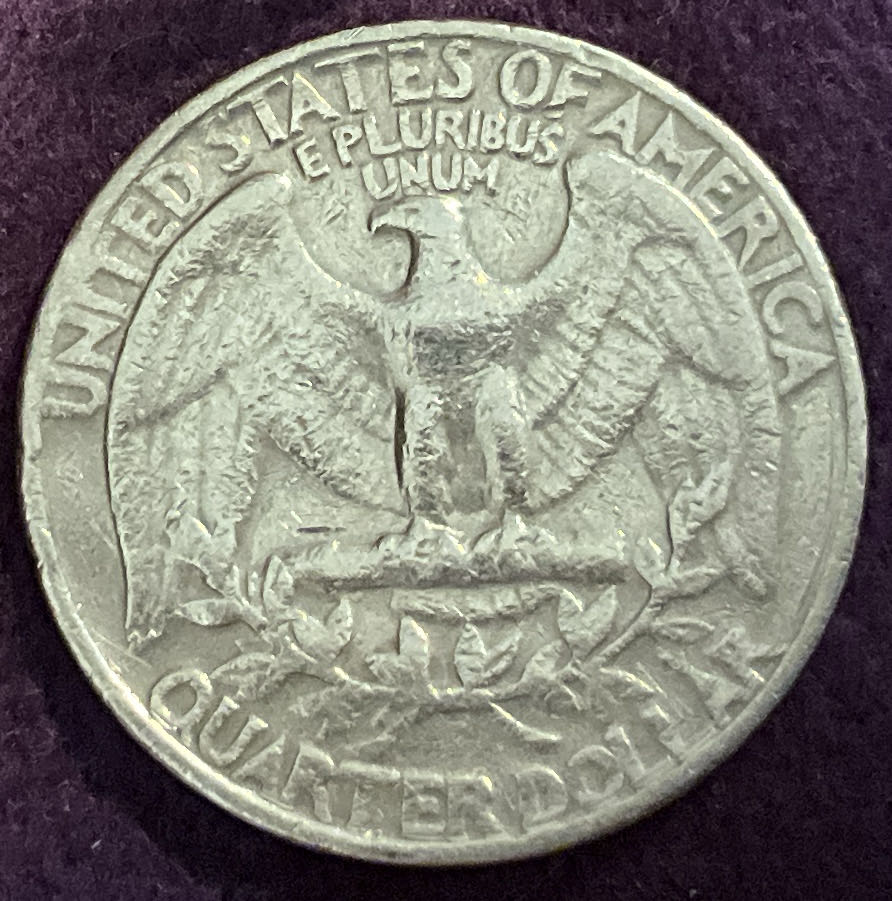 UNITED STATES OF AMERICA
E PLURIBUS
UNUM
QUARTER DOLLAR